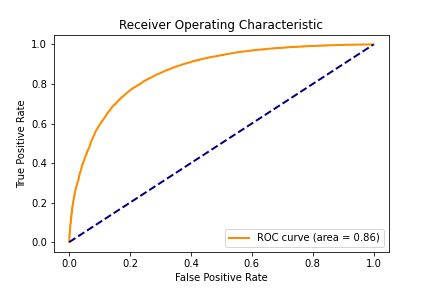 Receiver Operating Characteristic
True Positive Rate
1.0
0.8
0.6
0.4
0.2
0.0
ROC curve (area = 0.86)
0.0 0.2 0.4 0.6 0.8 1.0
False Positive Rate